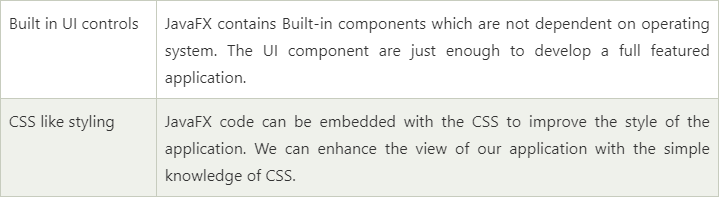 Built in UI controls
JavaFX contains Built-in components which are not dependent on operating
system. The UI component are just enough to develop a full featured
application.
CSS like styling
JavaFX code can be embedded with the CSS to improve the style of the
application. We can enhance the view of our application with the simple
knowledge of CSS.